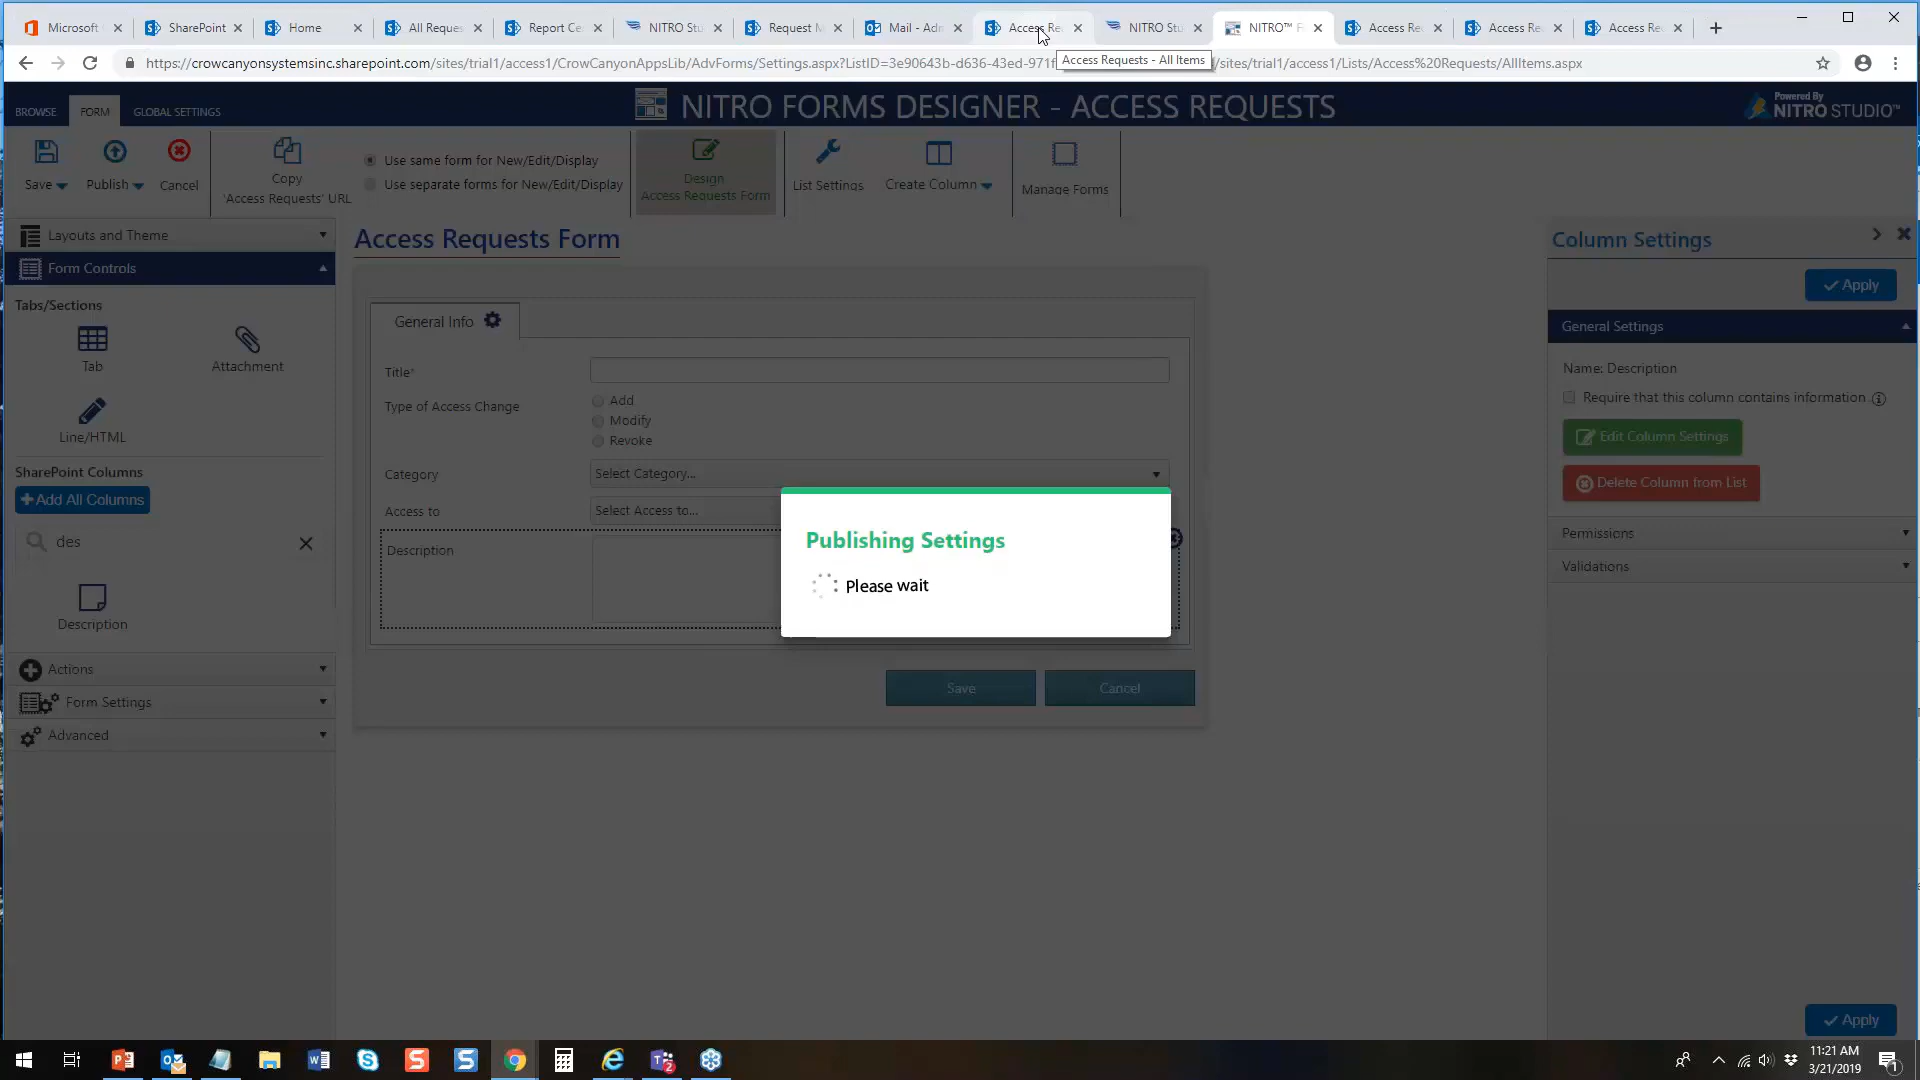 Microsoft
SharePoint
Home
All Reque
Report Ce
NITRO Stu
Request M
Mail - Adm
Access Re
NITRO Stu
NITRO™ F
Access Re
Access Re
Access Re
https://crowcanyonsystemsinc.sharepoint.com/sites/trial1/access1/CrowCanyonAppsLib/AdvForms/Settings.aspx?ListID=3e90643b-d636-43ed-971f
/sites/trial1/access1/Lists/Access%20Requests/AllItems.aspx
Access Requests - All Items
BROWSE
FORM
GLOBAL SETTINGS
NITRO FORMS DESIGNER - ACCESS REQUESTS
Powered By
NITRO STUDIO™
Save
Publish
Cancel
Copy
'Access Requests' URL
Use same form for New/Edit/Display
Use separate forms for New/Edit/Display
Design
Access Requests Form
List Settings
Create Column
Manage Forms
Layouts and Theme
Form Controls
Tabs/Sections
Tab
Attachment
Line/HTML
SharePoint Columns
+Add All Columns
des
Description
Actions
Form Settings
Advanced
Access Requests Form
General Info
Title*
Type of Access Change
Add
Modify
Revoke
Category
Select Category...
Access to
Select Access to...
Description
Save
Cancel
Publishing Settings
Please wait
Column Settings
Apply
General Settings
Name: Description
Require that this column contains information
Edit Column Settings
Delete Column from List
Permissions
Validations
Apply
11:21 AM
3/21/2019